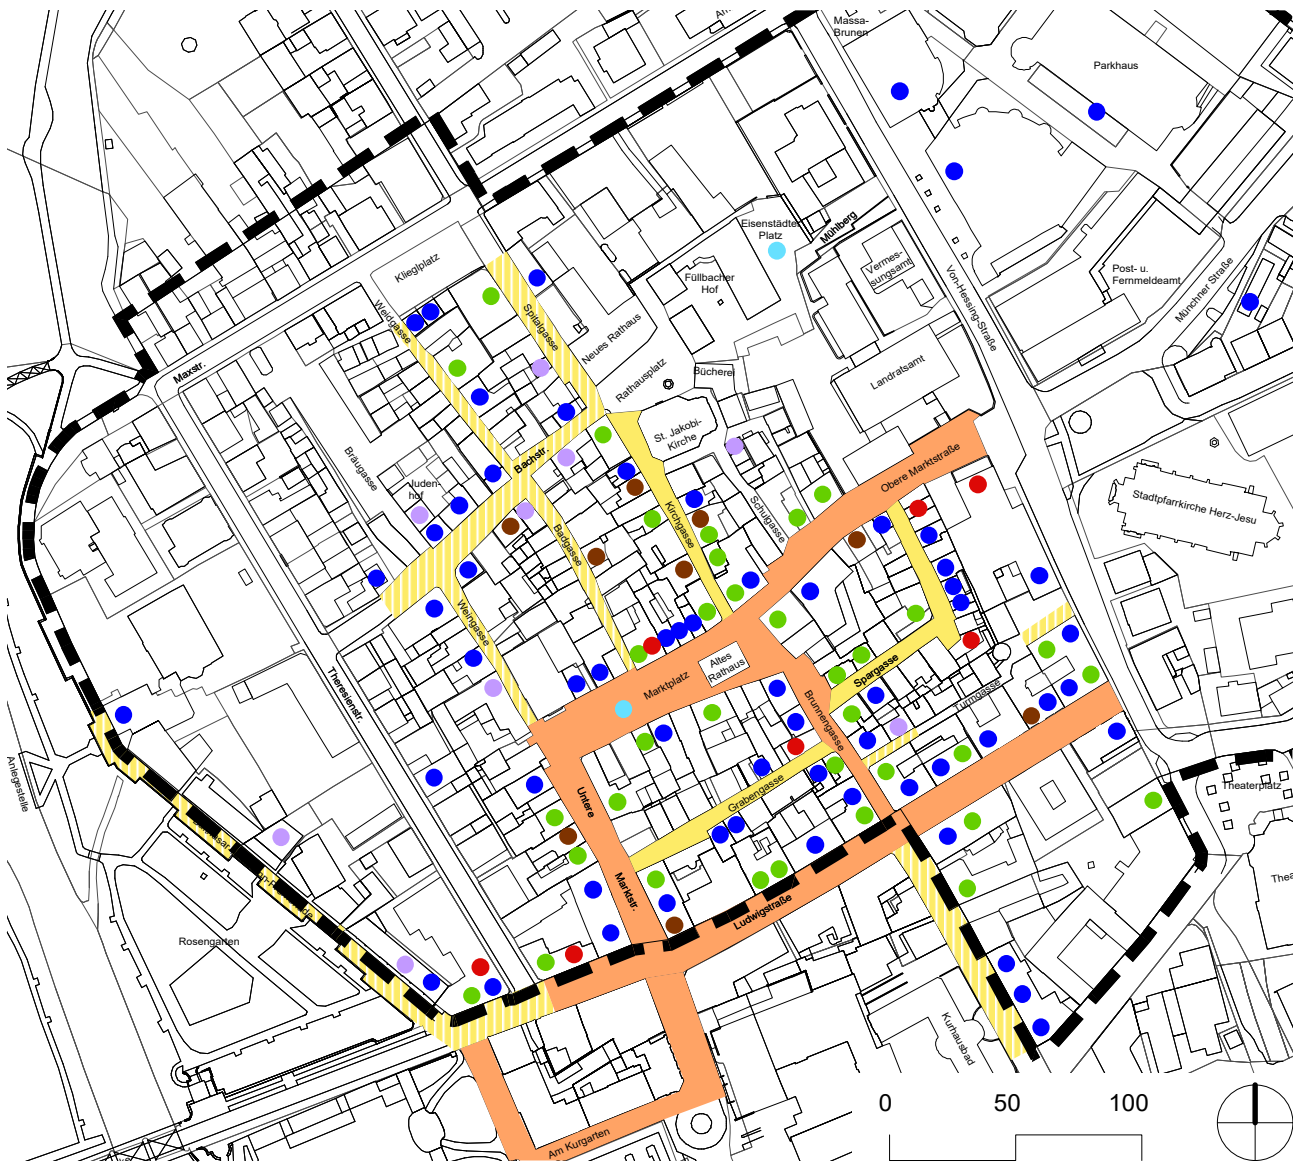 Massa-
Brunen
Parkhaus
Eisenstädter
Platz
Mühlberg
Klieglplatz
Vermes-
sungsamt
Füllbacher
Hof
Post- u.
Fernmeldeamt
Münchner Straße
Von-Hessing-Straße
Weidgasse
Spitalgasse
Neues Rathaus
Maxstr.
Rathausplatz
Bücherei
Landratsamt
St. Jakobi-
Kirche
Bachstr.
Bräugasse
Juden-
hof
Obere Marktstraße
Stadtpfarrkirche Herz-Jesu
Kirchgasse
Schulgasse
Badgasse
Weingasse
Altes
Rathaus
Marktplatz
Spargasse
Turmgasse
Theresienstr.
Brunnengasse
Anlegestelle
Untere
Grabengasse
Theaterplatz
Marktstr.
Ludwigstraße
Rosengarten
Kurhausbad
Am Kurgarten
0 50 100